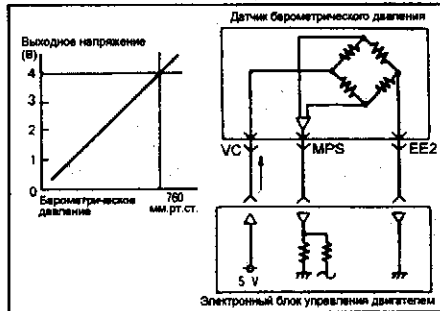 Датчик барометрического давления
Выходное напряжение
(В)
4
3
2
1
0
Барометрическое
давление
760
мм.рт.ст.
VC
MPS
EE2
5 V
Электронный блок управления двигателем